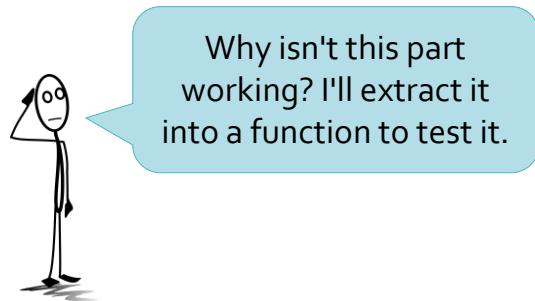 Why isn't this part
working? I'll extract it
into a function to test it.